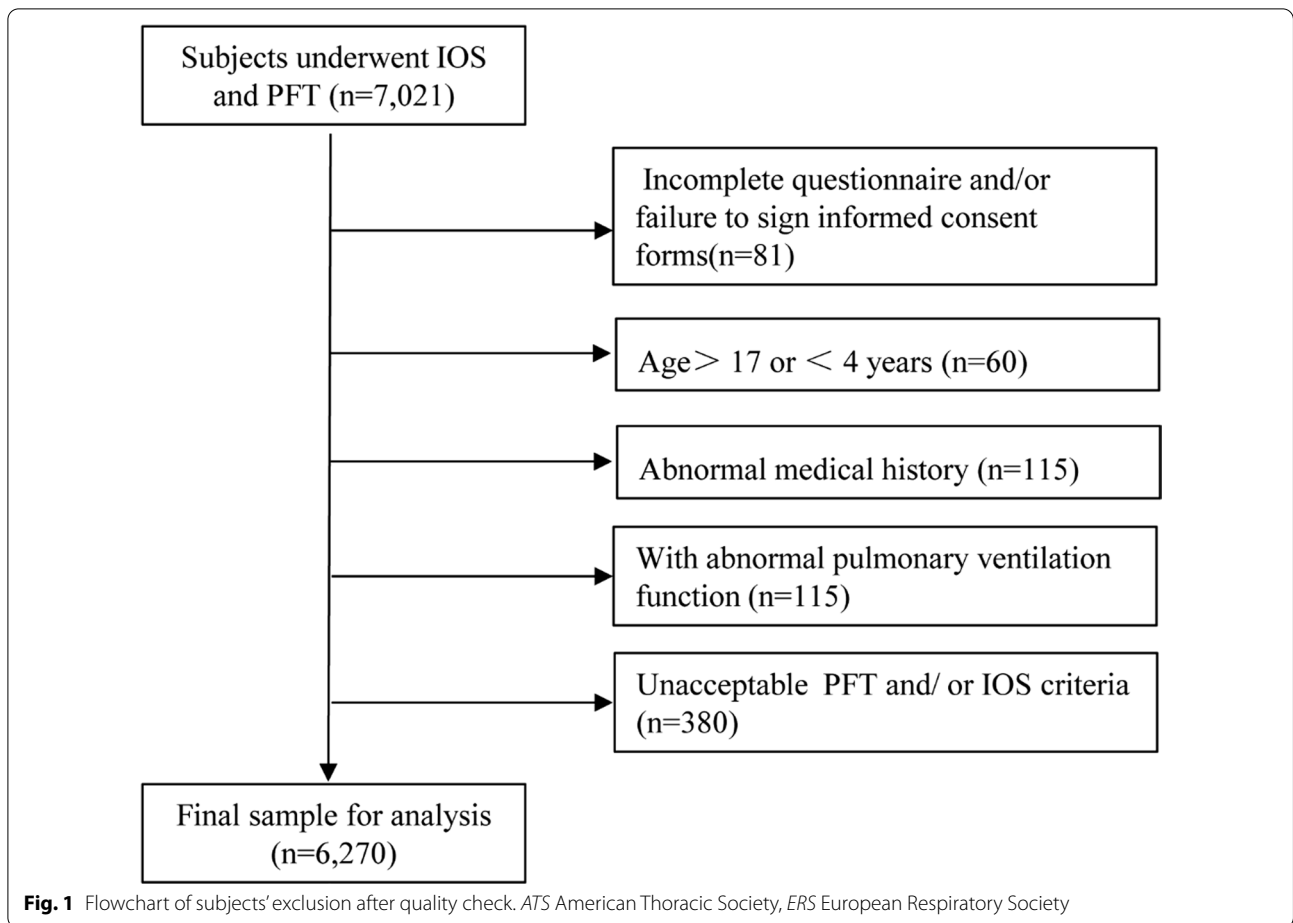 Subjects underwent IOS
and PFT (n=7,021)
Incomplete questionnaire and/or
failure to sign informed consent
forms(n=81)
Age＞ 17 or ＜ 4 years (n=60)
Abnormal medical history (n=115)
With abnormal pulmonary ventilation
function (n=115)
Unacceptable PFT and/ or IOS criteria
(n=380)
Final sample for analysis
(n=6,270)
Fig. 1 Flowchart of subjects’ exclusion after quality check. ATS American Thoracic Society, ERS European Respiratory Society